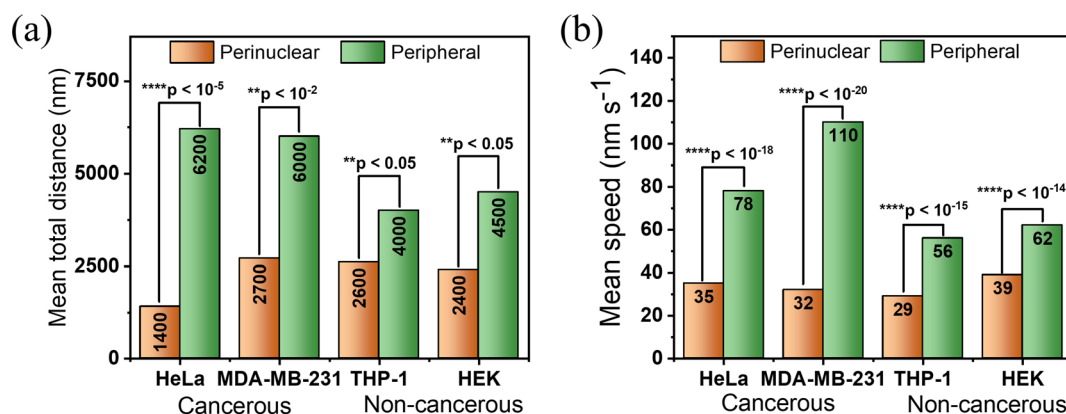 (a)
Perinuclear Peripheral
Mean total distance (nm)
7500
5000
2500
0
****p < 10-5
**p < 10-2
**p < 0.05
**p < 0.05
1400
6200
2700
6000
2600
4000
2400
4500
HeLa MDA-MB-231 THP-1 HEK
Cancerous Non-cancerous
(b)
Perinuclear Peripheral
Mean speed (nm s-1)
140
120
100
80
60
40
20
0
****p < 10-18
****p < 10-20
****p < 10-15
****p < 10-14
35
78
32
110
29
56
39
62
HeLa MDA-MB-231 THP-1 HEK
Cancerous Non-cancerous